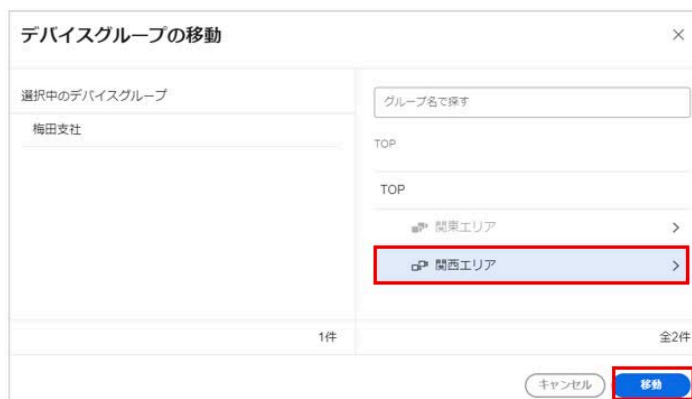 デバイスグループの移動
選択中のデバイスグループ
梅田支社
グループ名で探す
TOP
TOP
関東エリア
関西エリア
1件
全2件
キャンセル
移動